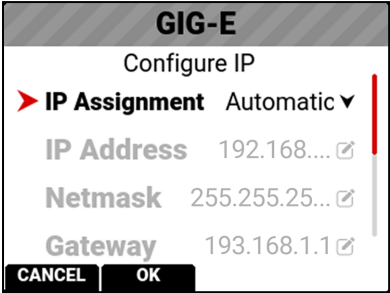 GIG-E
Configure IP
IP Assignment Automatic
IP Address 192.168....
Netmask 255.255.25...
Gateway 193.168.1.1
CANCEL OK